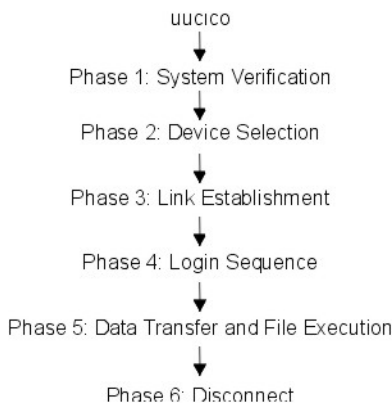 uucico
Phase 1: System Verification
Phase 2: Device Selection
Phase 3: Link Establishment
Phase 4: Login Sequence
Phase 5: Data Transfer and File Execution
Phase 6: Disconnect